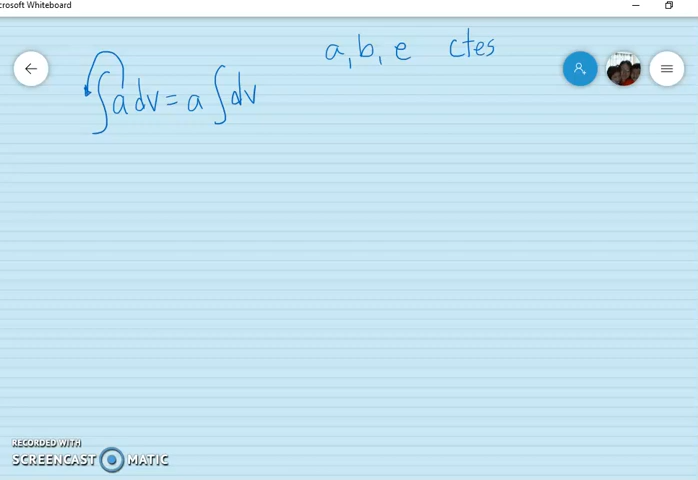 crosoft Whiteboard
a, b, e ctes
∫a dv = a ∫dv
RECORDED WITH
SCREENCAST MATIC